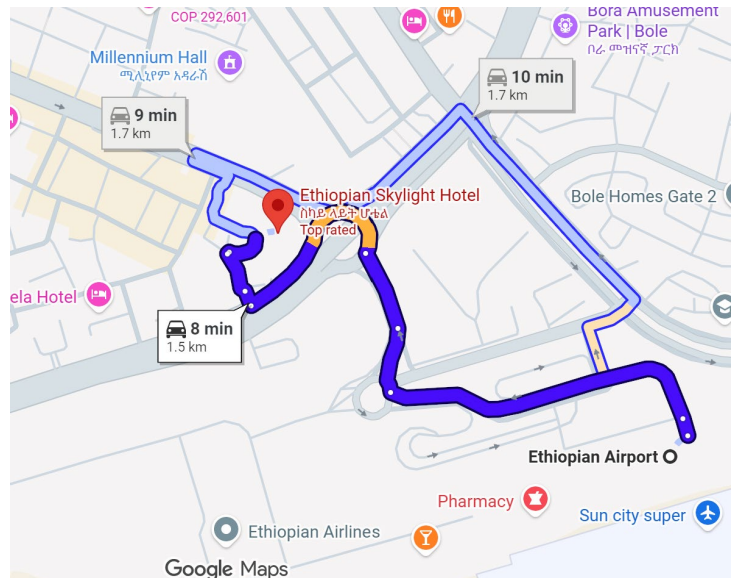 COP 292,601
Bora Amusement
Park | Bole
ቦራ መዝናኛ ፓርክ
Millennium Hall
ሚሊኒየም አዳራሽ
10 min
1.7 km
9 min
1.7 km
Ethiopian Skylight Hotel
ስካይ ላይት ሆቴል
Top rated
Bole Homes Gate 2
ela Hotel
8 min
1.5 km
Ethiopian Airport
Pharmacy
Sun city super
Ethiopian Airlines
Google Maps